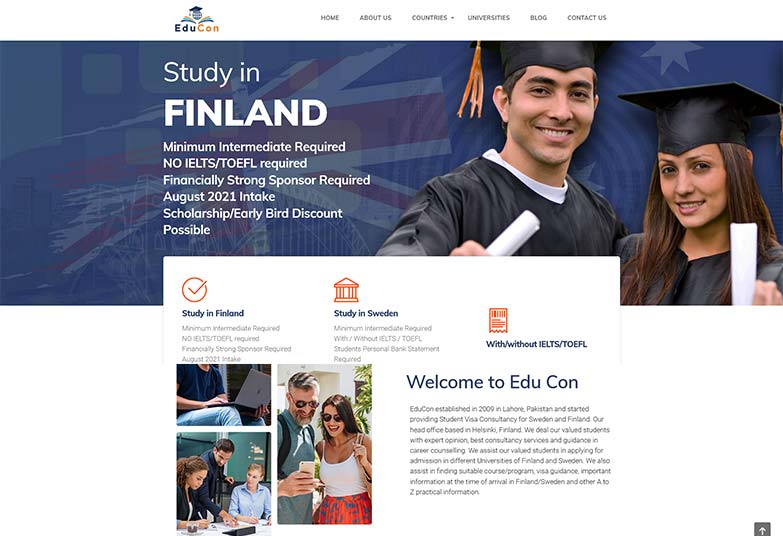 EduCon
HOME ABOUT US COUNTRIES UNIVERSITIES BLOG CONTACT US
Study in
FINLAND
Minimum Intermediate Required
NO IELTS/TOEFL required
Financially Strong Sponsor Required
August 2021 Intake
Scholarship/Early Bird Discount
Possible
Study in Finland
Minimum Intermediate Required
NO IELTS/TOEFL required
Financially Strong Sponsor Required
August 2021 Intake
Study in Sweden
Minimum Intermediate Required
With / Without IELTS / TOEFL
Students Personal Bank Statement
Required
With/without IELTS/TOEFL
Welcome to Edu Con
EduCon established in 2009 in Lahore, Pakistan and started
providing Student Visa Consultancy for Sweden and Finland. Our
head office based in Helsinki, Finland. We deal our valued students
with expert opinion, best consultancy services and guidance in
career counselling. We assist our valued students in applying for
admission in different Universities of Finland and Sweden. We also
assist in finding suitable course/program, visa guidance, important
information at the time of arrival in Finland/Sweden and other A to
Z practical information.